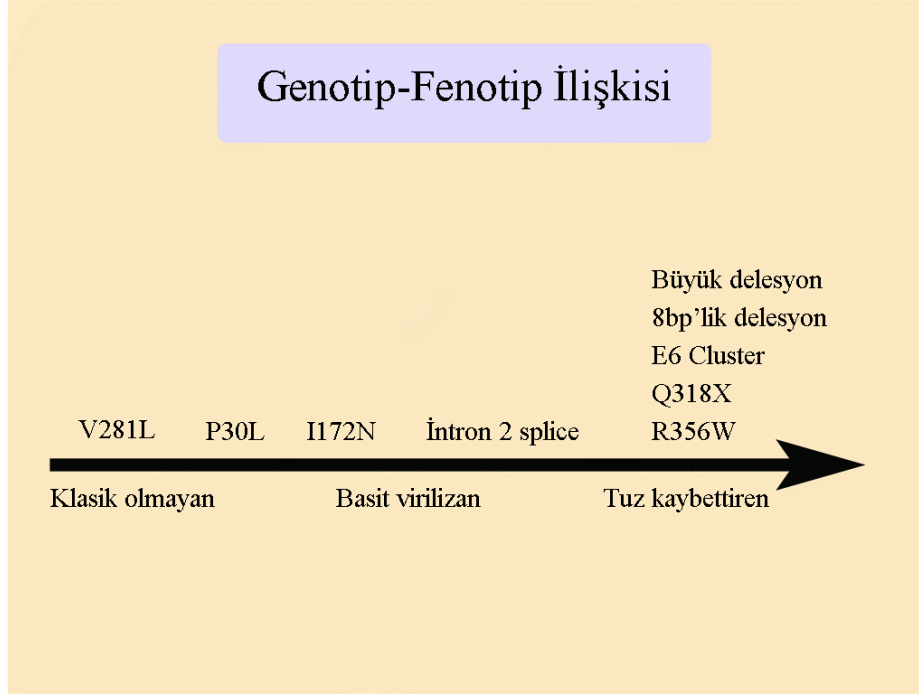 Genotip-Fenotip İlişkisi
Büyük delesyon
8bp’lik delesyon
E6 Cluster
Q318X
V281L P30L I172N İntron 2 splice R356W
Klasik olmayan Basit virilizan Tuz kaybettiren